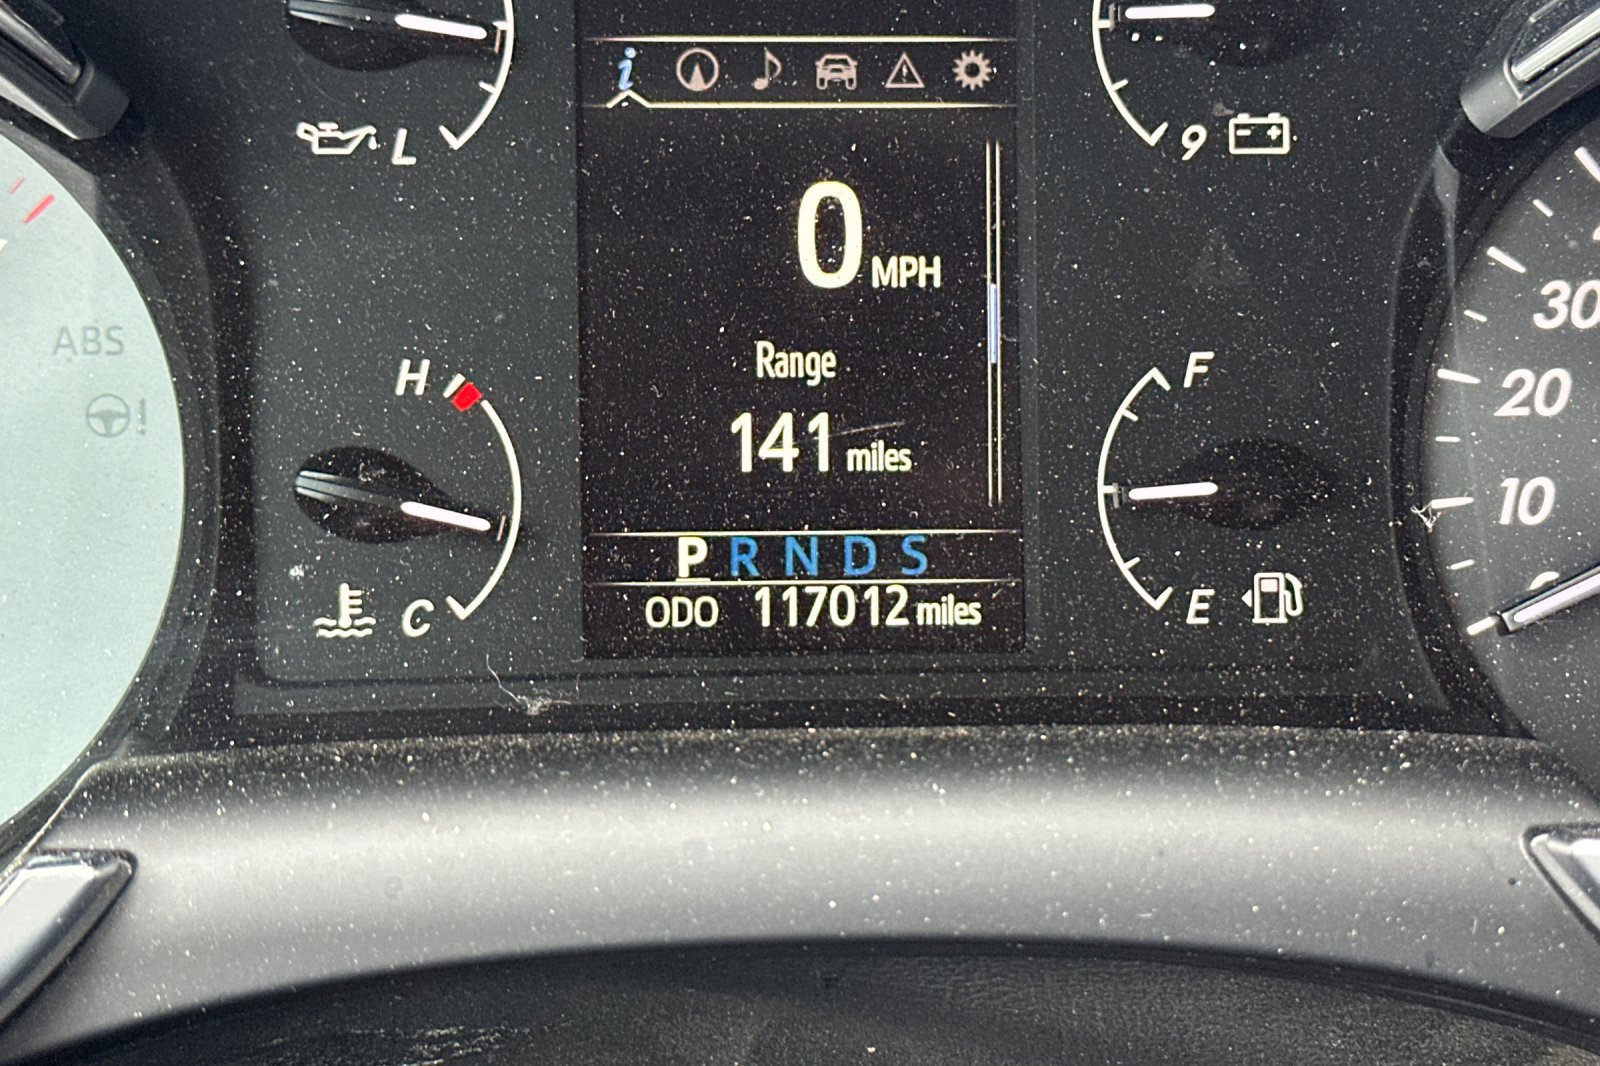 L
9
0 MPH
ABS
!
Range
H
F
30
141 miles
20
10
P R N D S
C
ODO 117012 miles
E